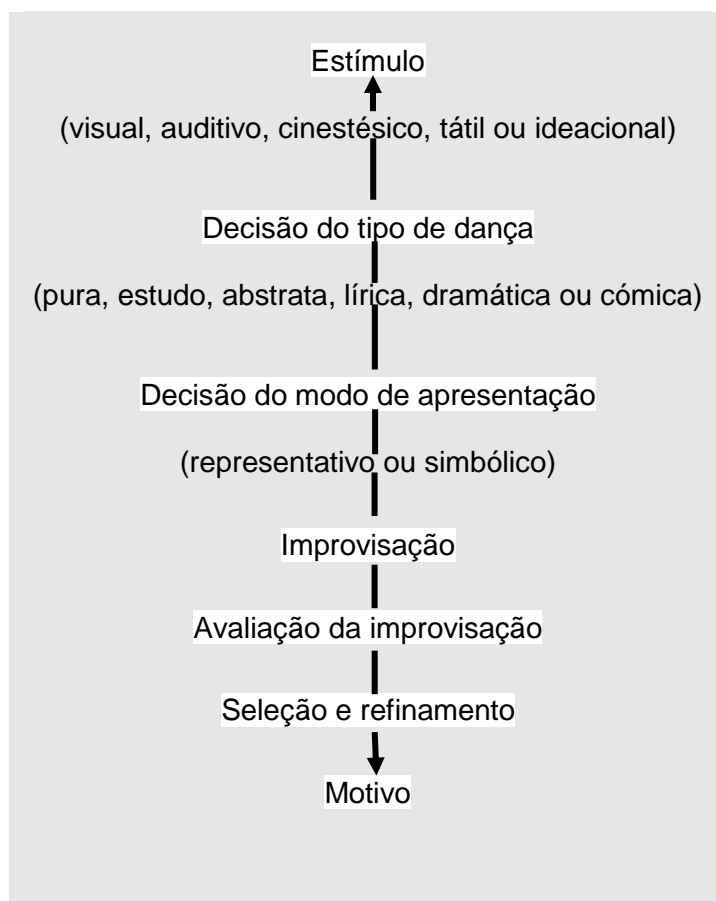 Estímulo
(visual, auditivo, cinestésico, tátil ou ideacional)
Decisão do tipo de dança
(pura, estudo, abstrata, lírica, dramática ou cómica)
Decisão do modo de apresentação
(representativo ou simbólico)
Improvisação
Avaliação da improvisação
Seleção e refinamento
Motivo